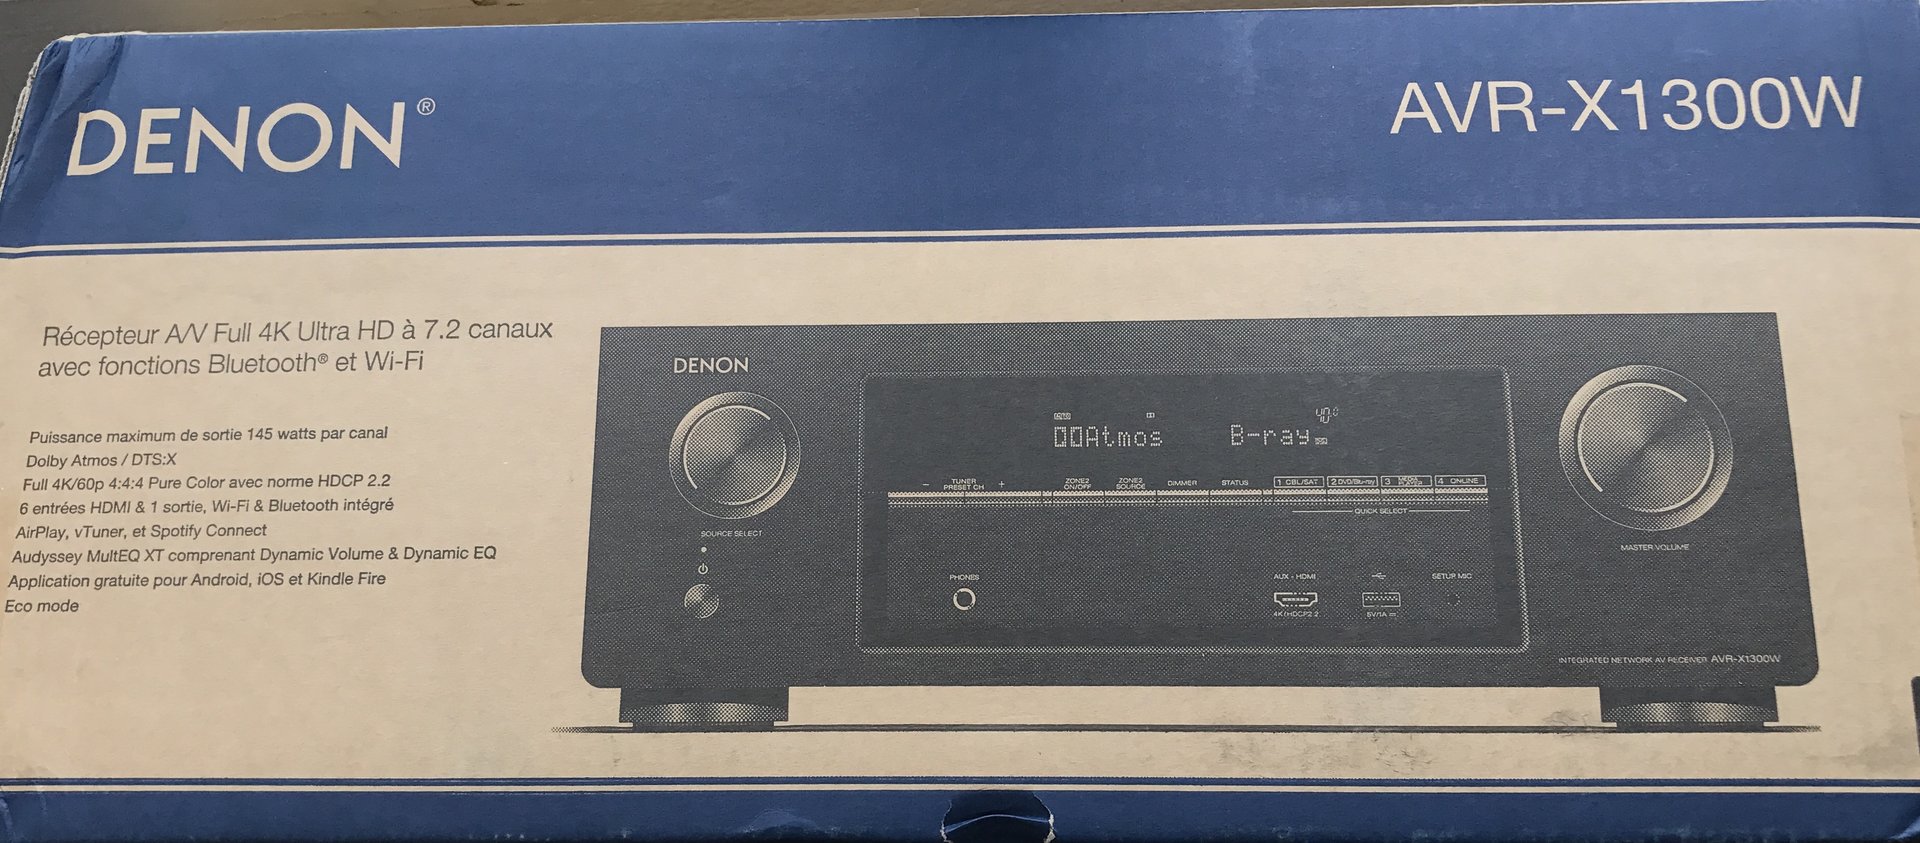 DENON®
AVR-X1300W
Récepteur A/V Full 4K Ultra HD à 7.2 canaux
avec fonctions Bluetooth® et Wi-Fi
Puissance maximum de sortie 145 watts par canal
Dolby Atmos / DTS:X
Full 4K/60p 4:4:4 Pure Color avec norme HDCP 2.2
6 entrées HDMI & 1 sortie, Wi-Fi & Bluetooth intégré
AirPlay, vTuner, et Spotify Connect
Audyssey MultEQ XT comprenant Dynamic Volume & Dynamic EQ
Application gratuite pour Android, iOS et Kindle Fire
Eco mode
DENON
40.0
Atmos B-ray
- TUNER PRESET CH +
ZONE2 ON/OFF
ZONE2 SOURCE
DIMMER
STATUS
1 CBL/SAT
2 DVD/Blu-ray
3
4 ONLINE
QUICK SELECT
SOURCE SELECT
MASTER VOLUME
PHONES
AUX - HDMI
4K/HDCP2.2
5V/1A
SETUP MIC
INTEGRATED NETWORK AV RECEIVER AVR-X1300W